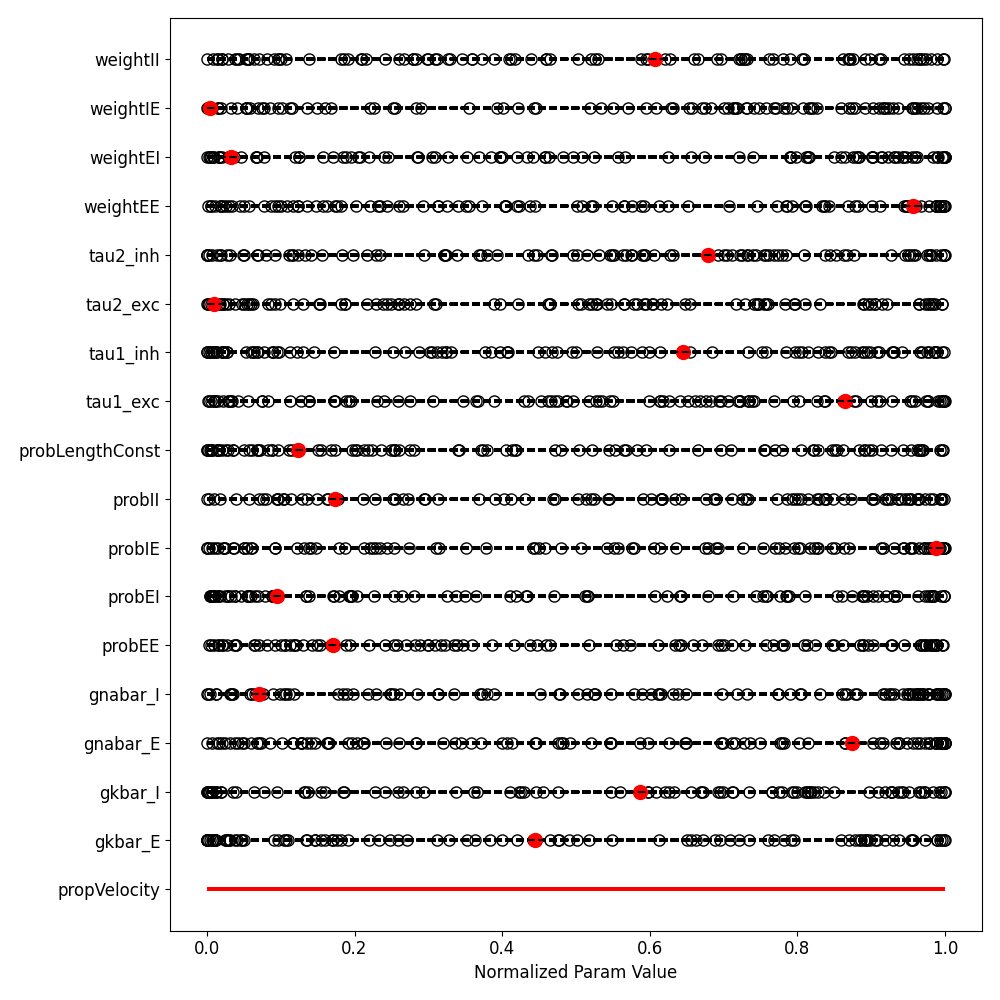 weightII
weightIE
weightEI
weightEE
tau2_inh
tau2_exc
tau1_inh
tau1_exc
probLengthConst
probII
probIE
probEI
probEE
gnabar_I
gnabar_E
gkbar_I
gkbar_E
propVelocity
0.0 0.2 0.4 0.6 0.8 1.0
Normalized Param Value